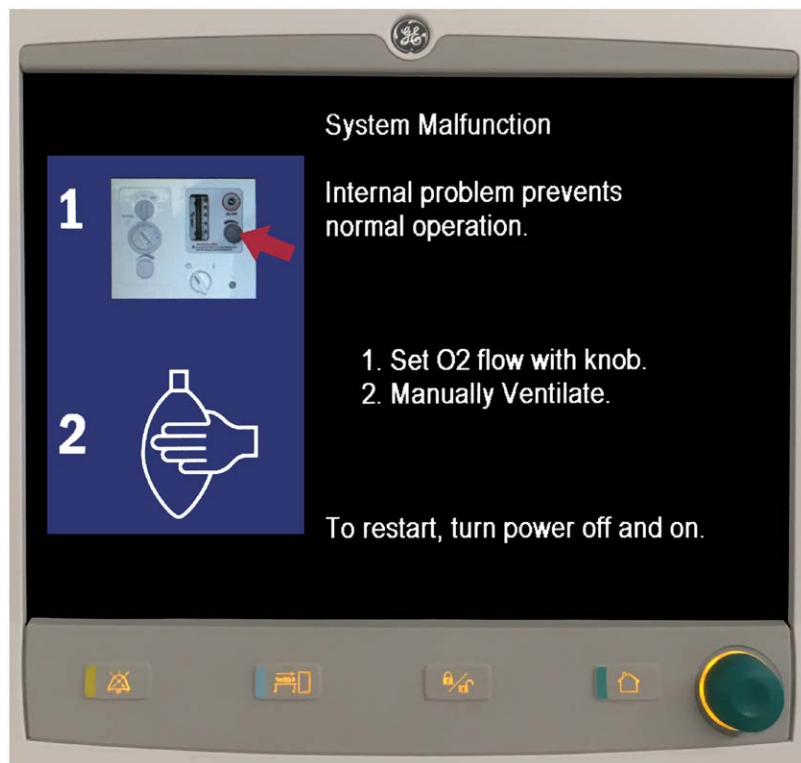 GE
System Malfunction
1
Internal problem prevents
normal operation.
1. Set O2 flow with knob.
2. Manually Ventilate.
2
To restart, turn power off and on.